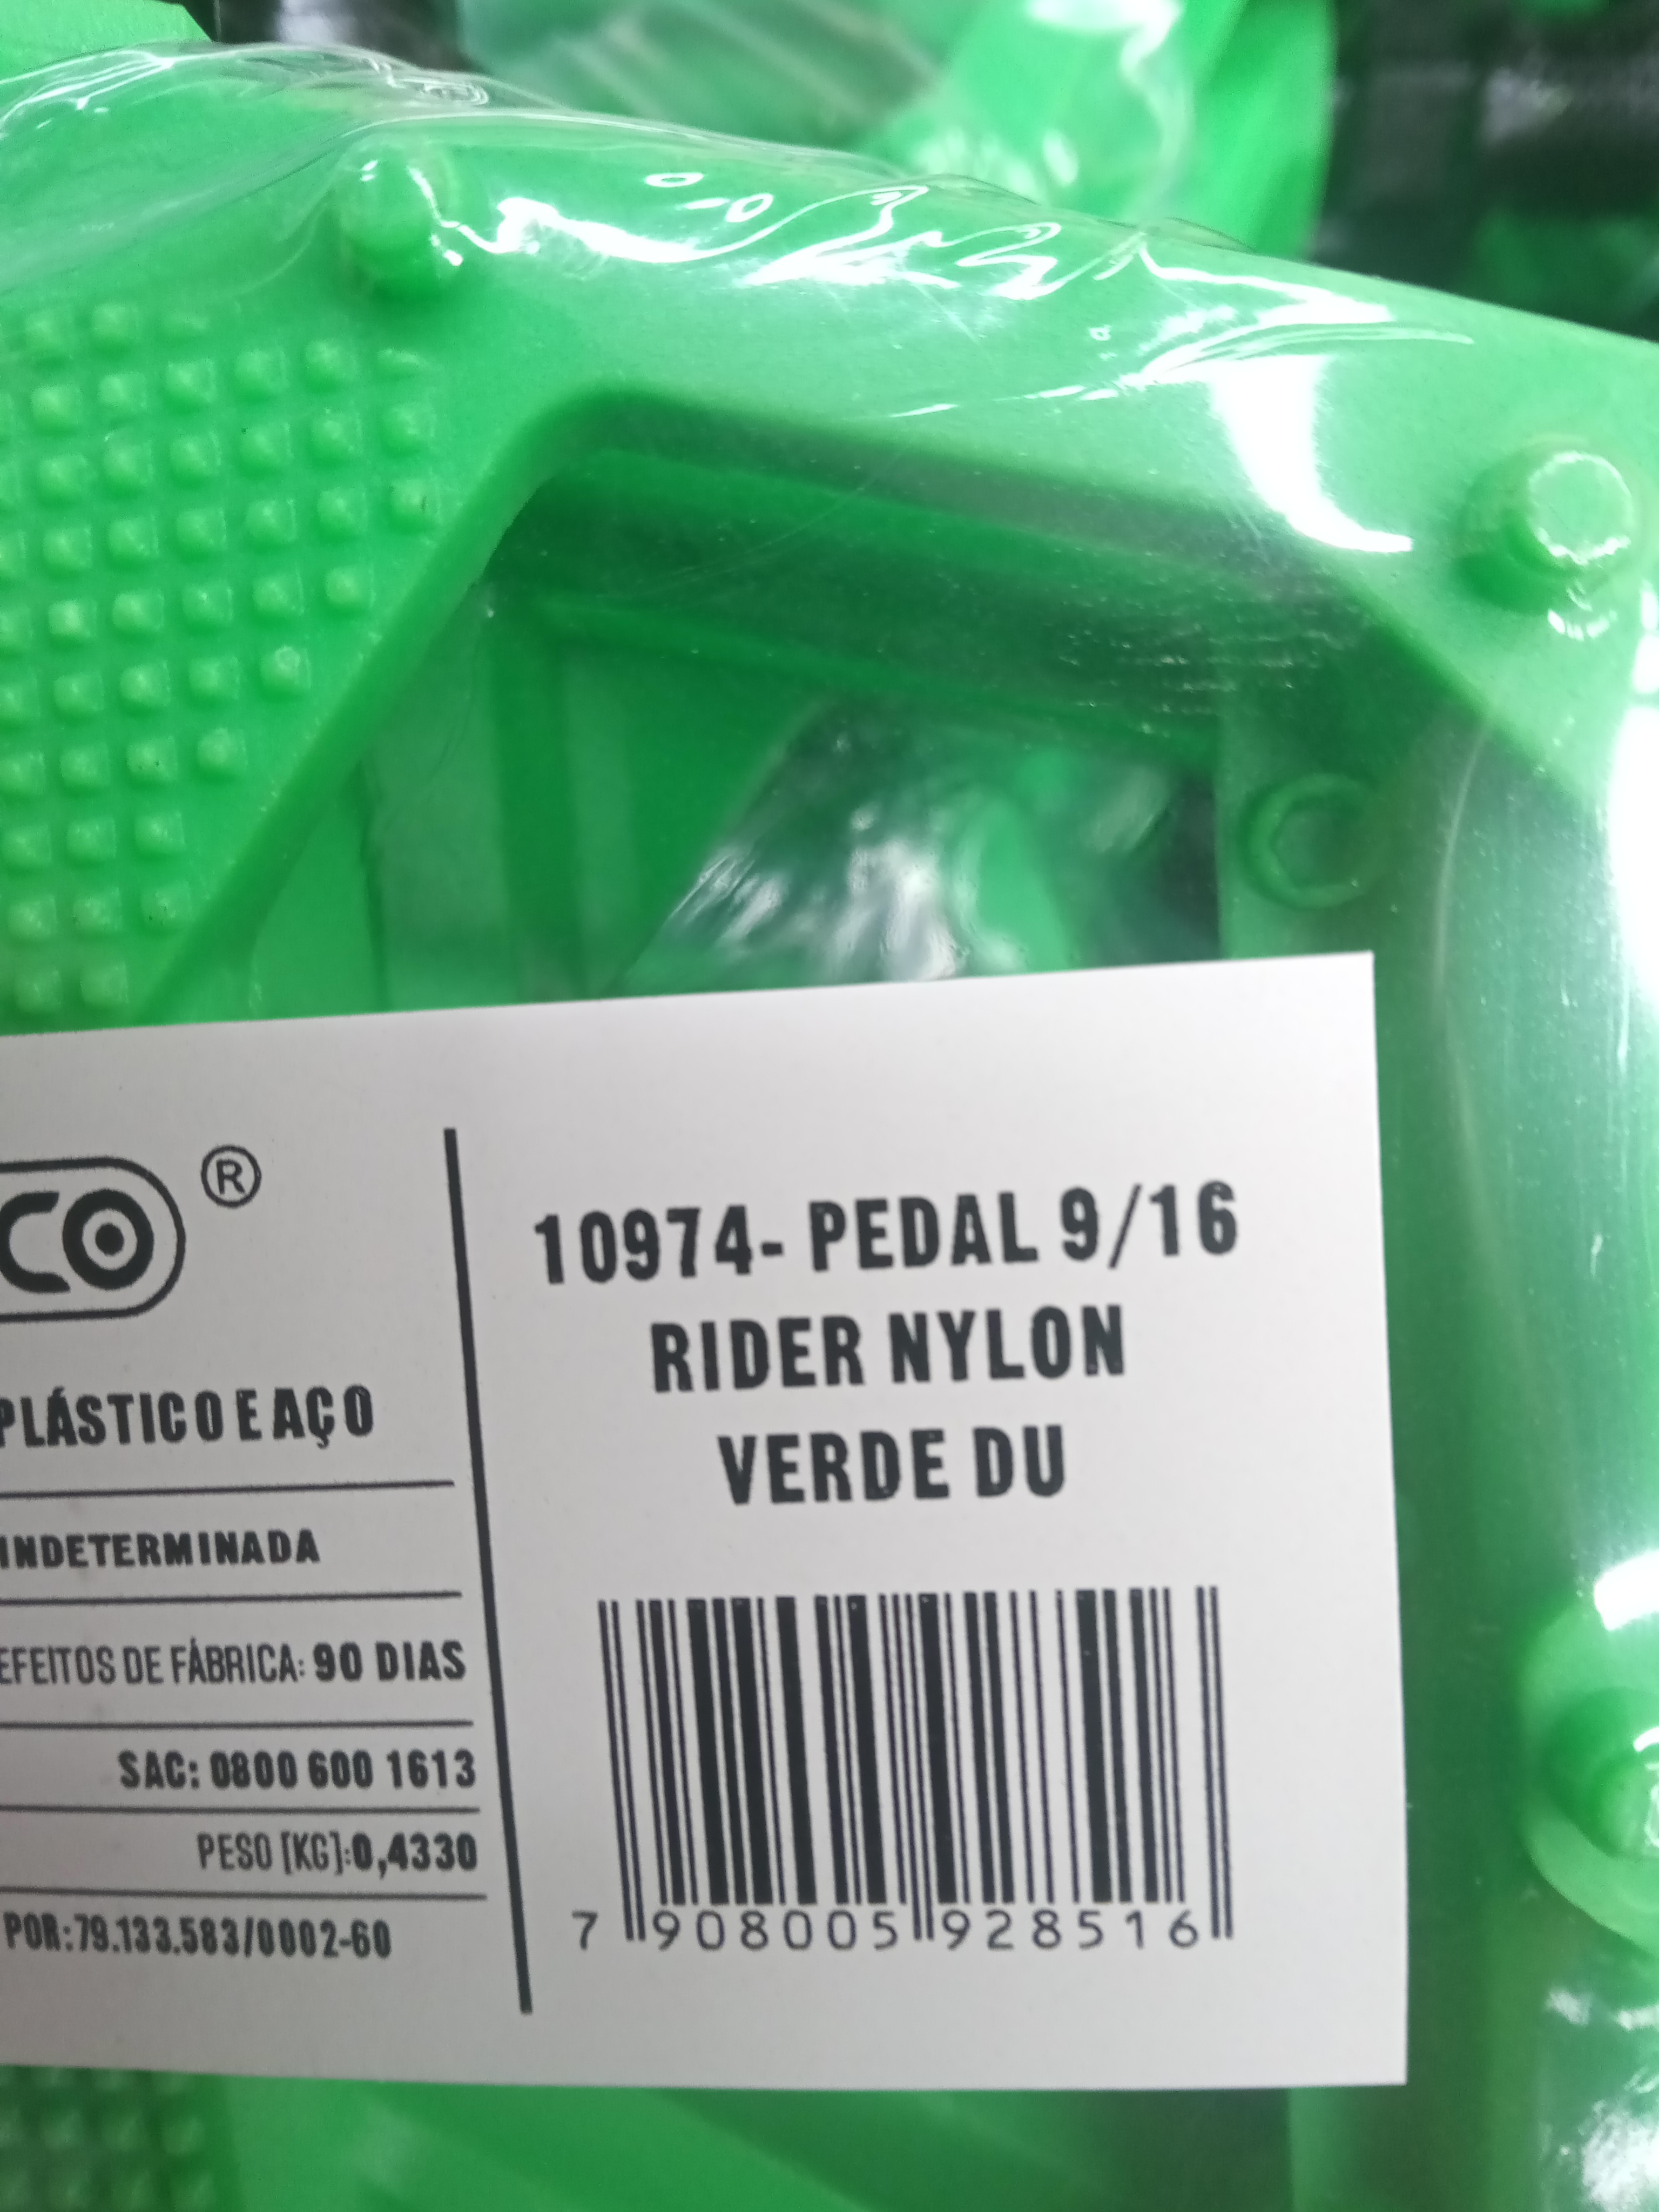 CO®
PLÁSTICO E AÇO
INDETERMINADA
EFEITOS DE FÁBRICA: 90 DIAS
SAC: 0800 600 1613
PESO [KG]:0,4330
POR:79.133.583/0002-60
10974- PEDAL 9/16
RIDER NYLON
VERDE DU
7 908005 928516